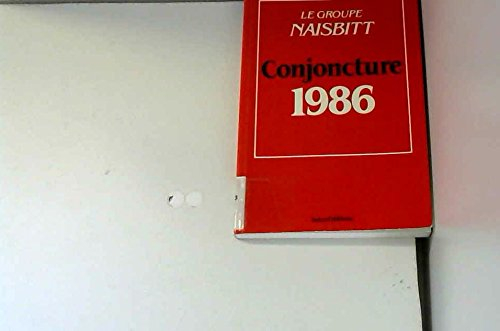 LE GROUPE
NAISBITT
Conjoncture
1986